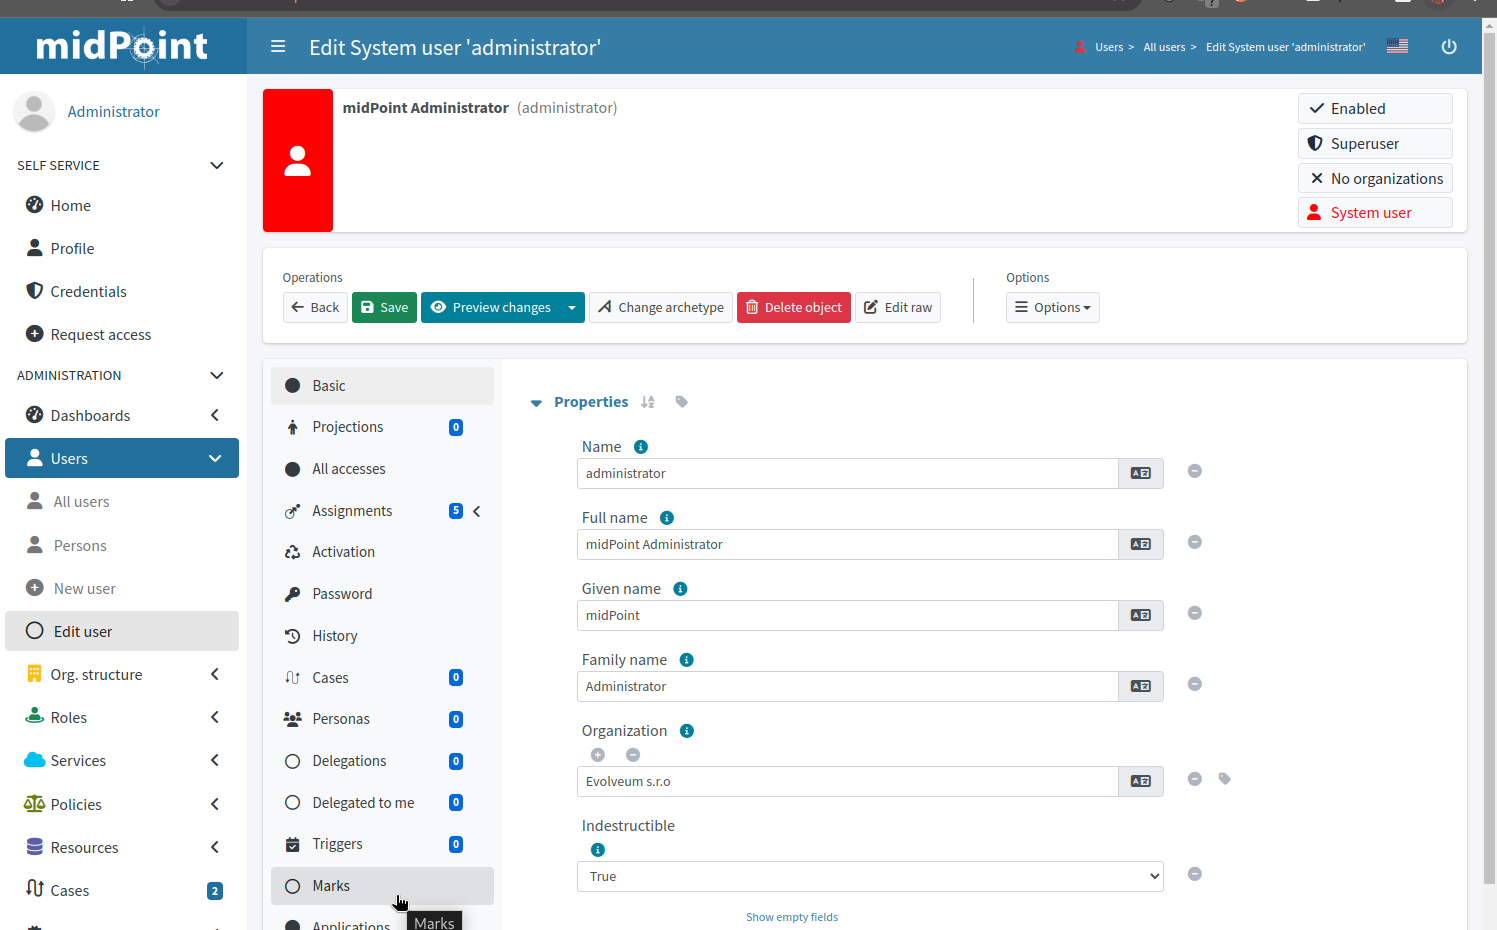 midPoint
Edit System user 'administrator'
Users > All users > Edit System user 'administrator'
Administrator
SELF SERVICE
Home
Profile
Credentials
Request access
ADMINISTRATION
Dashboards
Users
All users
Persons
New user
Edit user
Org. structure
Roles
Services
Policies
Resources
Cases 2
midPoint Administrator (administrator)
Enabled
Superuser
No organizations
System user
Operations
Back Save Preview changes Change archetype Delete object Edit raw
Options
Options
Basic
Projections 0
All accesses
Assignments 5
Activation
Password
History
Cases 0
Personas 0
Delegations 0
Delegated to me 0
Triggers 0
Marks
Applications
Marks
Properties
Name
administrator
Full name
midPoint Administrator
Given name
midPoint
Family name
Administrator
Organization
Evolveum s.r.o
Indestructible
True
Show empty fields